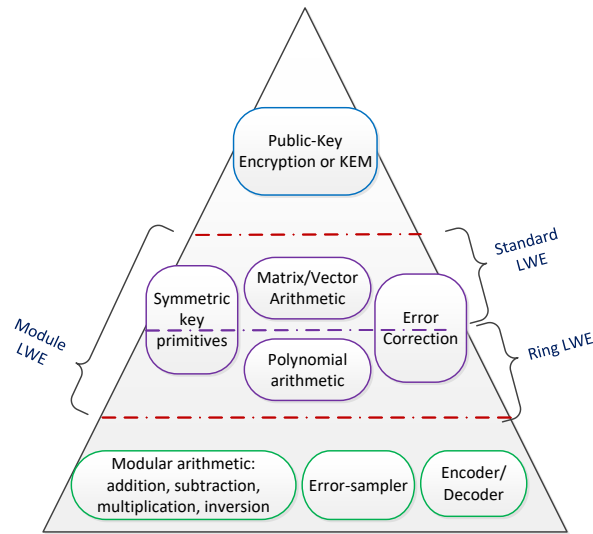 Public-Key
Encryption or KEM
Standard
LWE
Matrix/Vector
Arithmetic
Symmetric
key
primitives
Error
Correction
Module
LWE
Ring LWE
Polynomial
arithmetic
Modular arithmetic:
addition, subtraction,
multiplication, inversion
Error-sampler
Encoder/
Decoder